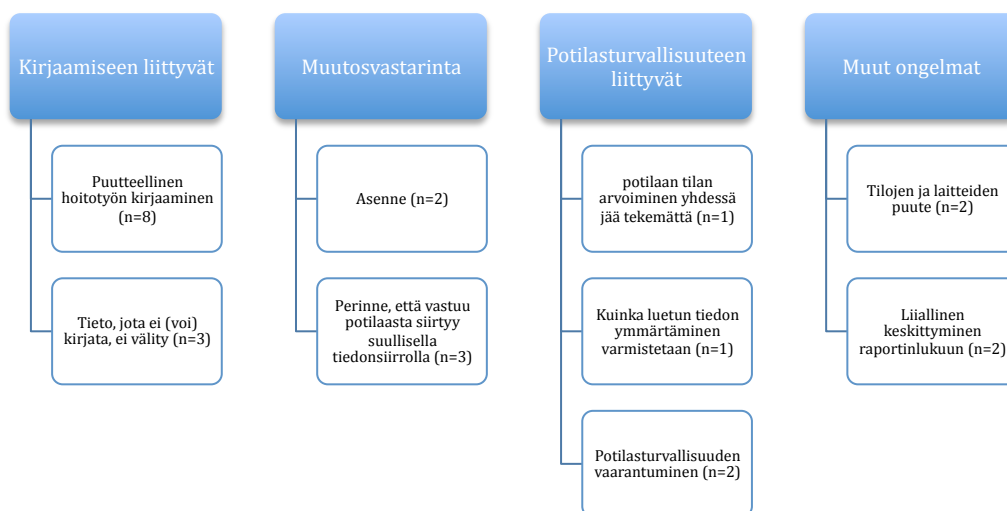 Kirjaamiseen liittyvät
Puutteellinen
hoitotyön kirjaaminen
(n=8)
Tieto, jota ei (voi)
kirjata, ei välity (n=3)
Muutosvastarinta
Asenne (n=2)
Perinne, että vastuu
potilaasta siirtyy
suullisella
tiedonsiirrolla (n=3)
Potilasturvallisuuteen
liittyvät
potilaan tilan
arvoiminen yhdessä
jää tekemättä (n=1)
Kuinka luetun tiedon
ymmärtäminen
varmistetaan (n=1)
Potilasturvallisuuden
vaarantuminen (n=2)
Muut ongelmat
Tilojen ja laitteiden
puute (n=2)
Liiallinen
keskittyminen
raportinlukuun (n=2)